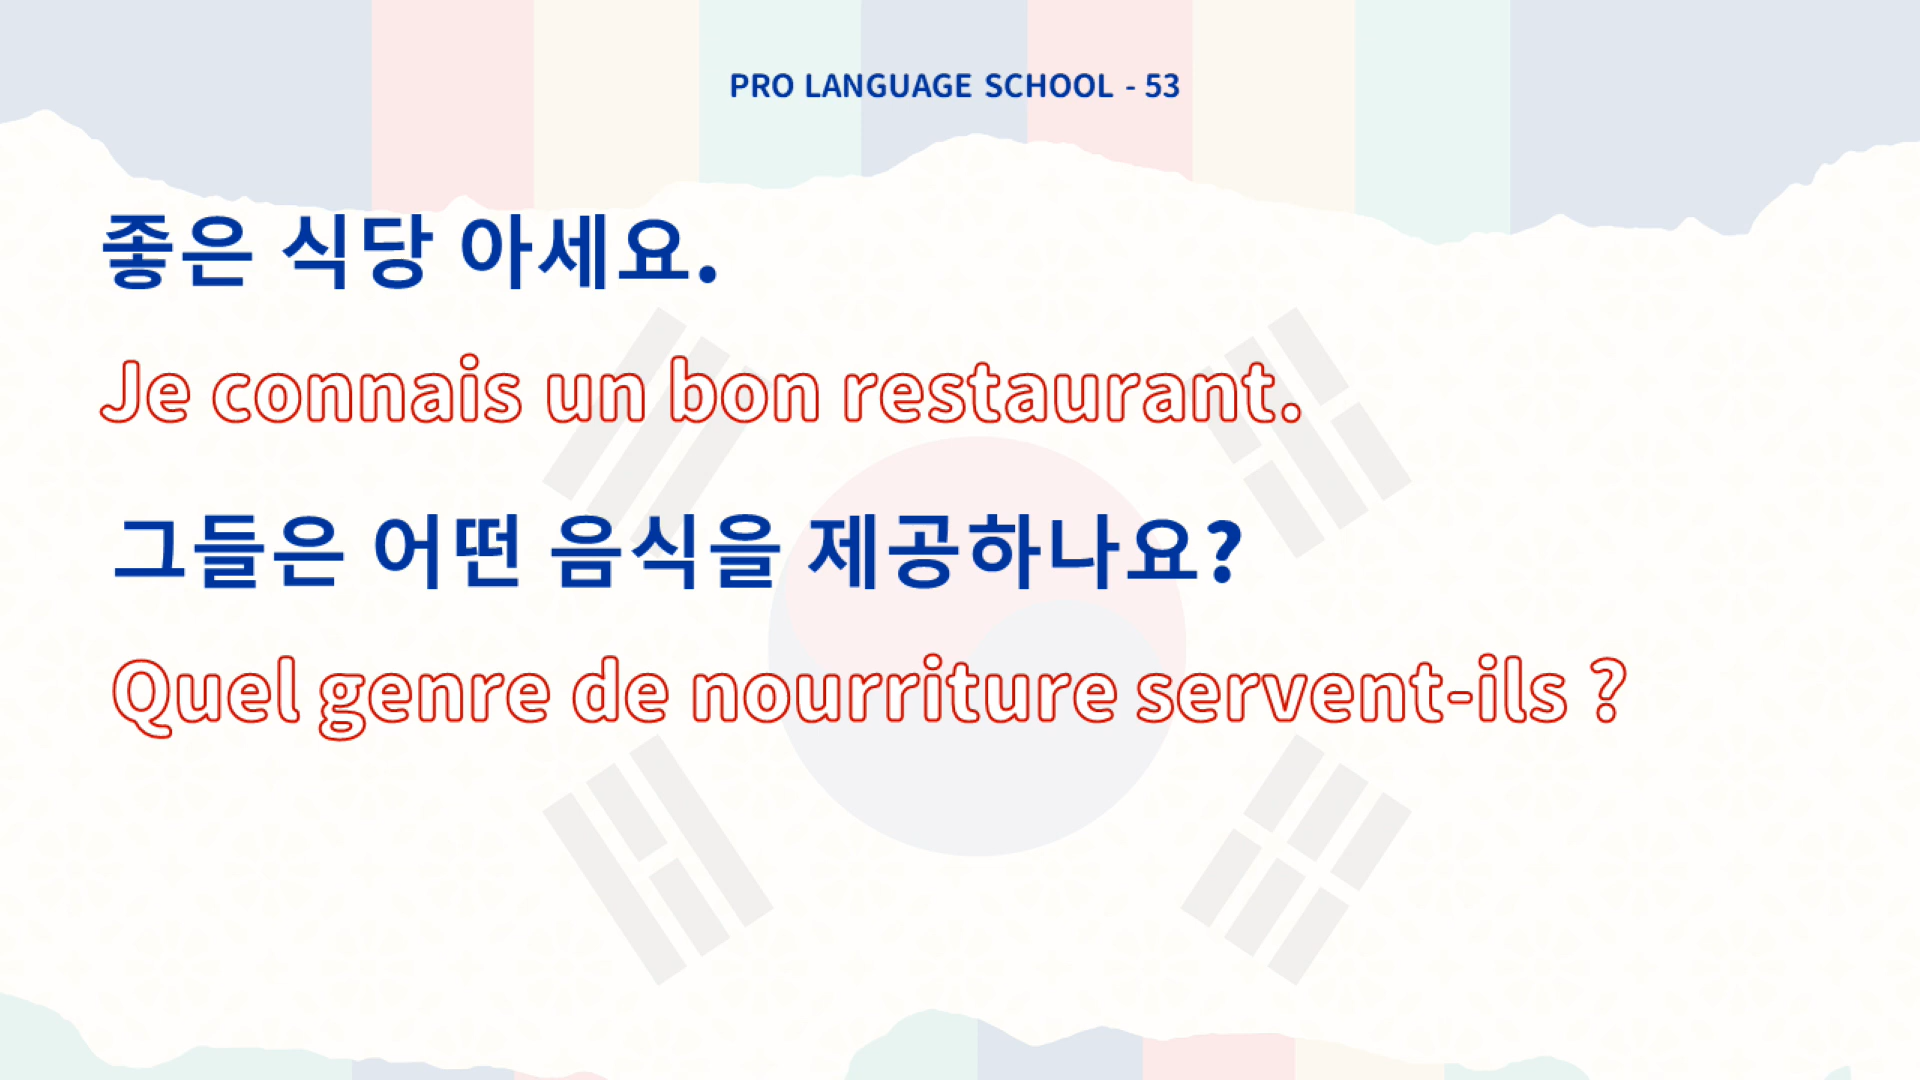 PRO LANGUAGE SCHOOL - 53
좋은 식당 아세요.
Je connais un bon restaurant.
그들은 어떤 음식을 제공하나요?
Quel genre de nourriture servent-ils ?